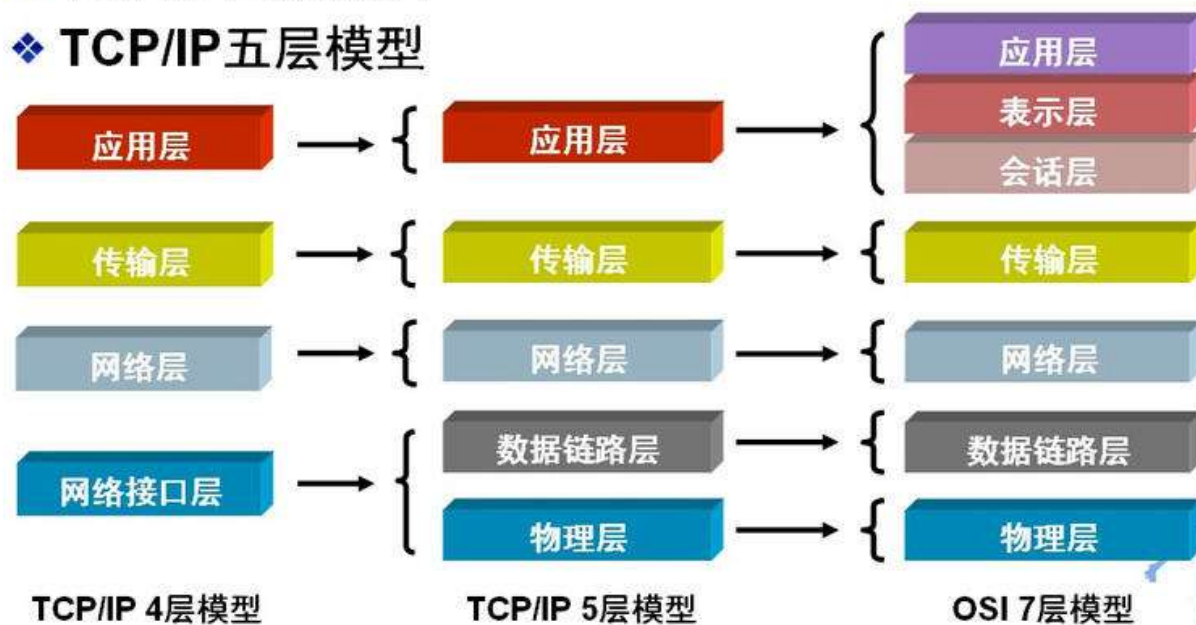 TCP/IP五层模型
应用层
传输层
网络层
网络接口层
TCP/IP 4层模型
应用层
传输层
网络层
数据链路层
物理层
TCP/IP 5层模型
应用层
表示层
会话层
传输层
网络层
数据链路层
物理层
OSI 7层模型